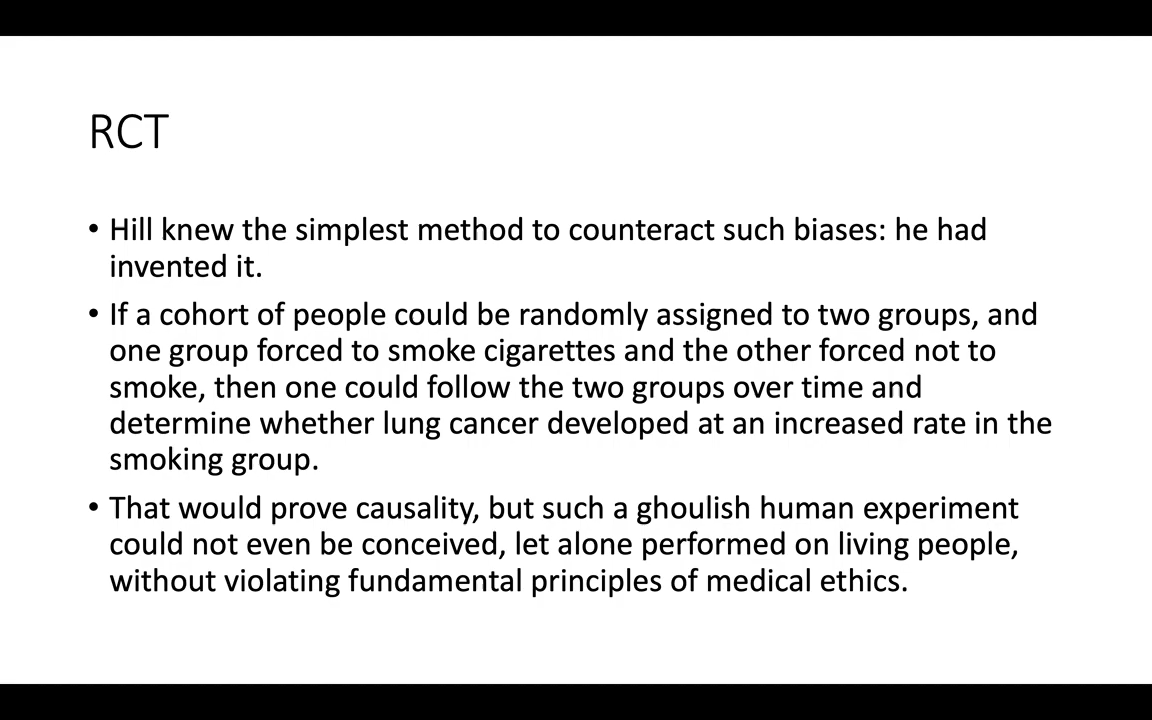 RCT
• Hill knew the simplest method to counteract such biases: he had
invented it.
• If a cohort of people could be randomly assigned to two groups, and
one group forced to smoke cigarettes and the other forced not to
smoke, then one could follow the two groups over time and
determine whether lung cancer developed at an increased rate in the
smoking group.
• That would prove causality, but such a ghoulish human experiment
could not even be conceived, let alone performed on living people,
without violating fundamental principles of medical ethics.